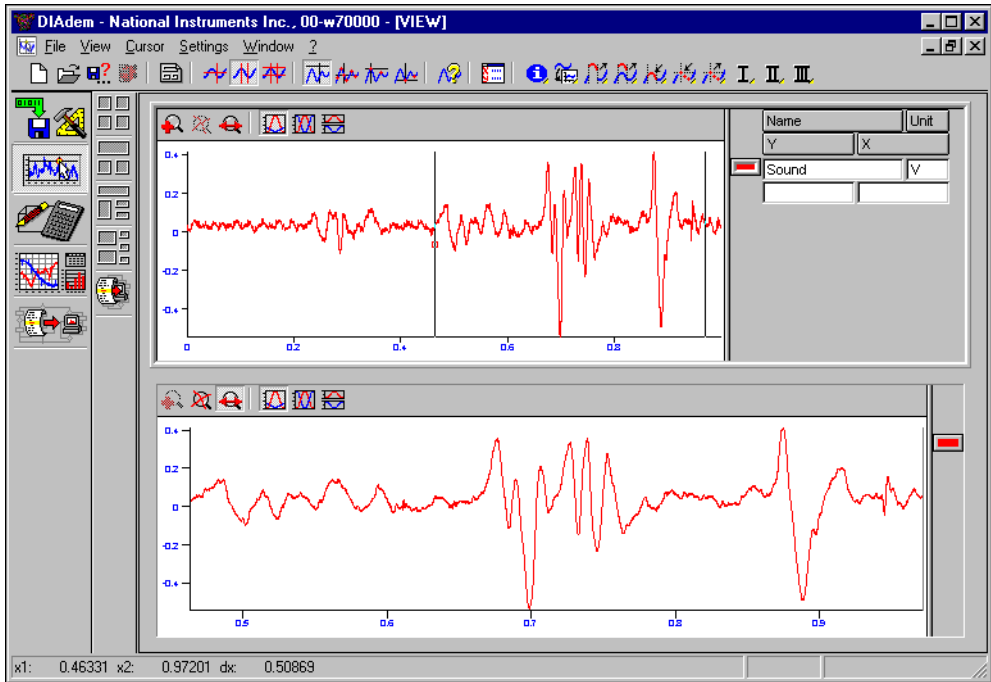 DIAdem - National Instruments Inc., 00-w70000 - [VIEW]
File View Cursor Settings Window ?
I. II. III.
Name Unit
Y X
Sound V
0.4
0.2
0
-0.2
-0.4
0 0.2 0.4 0.6 0.8
0.4
0.2
0
-0.2
-0.4
0.5 0.6 0.7 0.8 0.9
x1: 0.46331 x2: 0.97201 dx: 0.50869